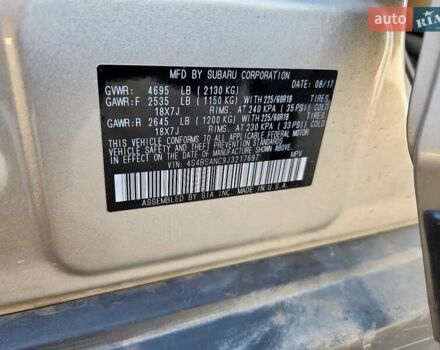 auto
RIA
MFD. BY SUBARU CORPORATION
DATE: 08/17
GVWR: 4695 LB (2130 KG)
GAWR:F 2535 LB (1150 KG) WITH 225/60R18 TIRES.
18X7J RIMS. AT 240 KPA (35 PSI) COLD
GAWR:R 2645 LB (1200 KG) WITH 225/60R18 TIRES.
18X7J RIMS. AT 230 KPA (33 PSI) COLD
THIS VEHICLE CONFORMS TO ALL APPLICABLE FEDERAL MOTOR
VEHICLE SAFETY, BUMPER, AND THEFT PREVENTION STANDARDS
IN EFFECT ON THE DATE OF MANUFACTURE SHOWN ABOVE.
VIN: 4S4BSANC9J3217697 MPV
ASSEMBLED BY SIA INC. MADE IN U.S.A.